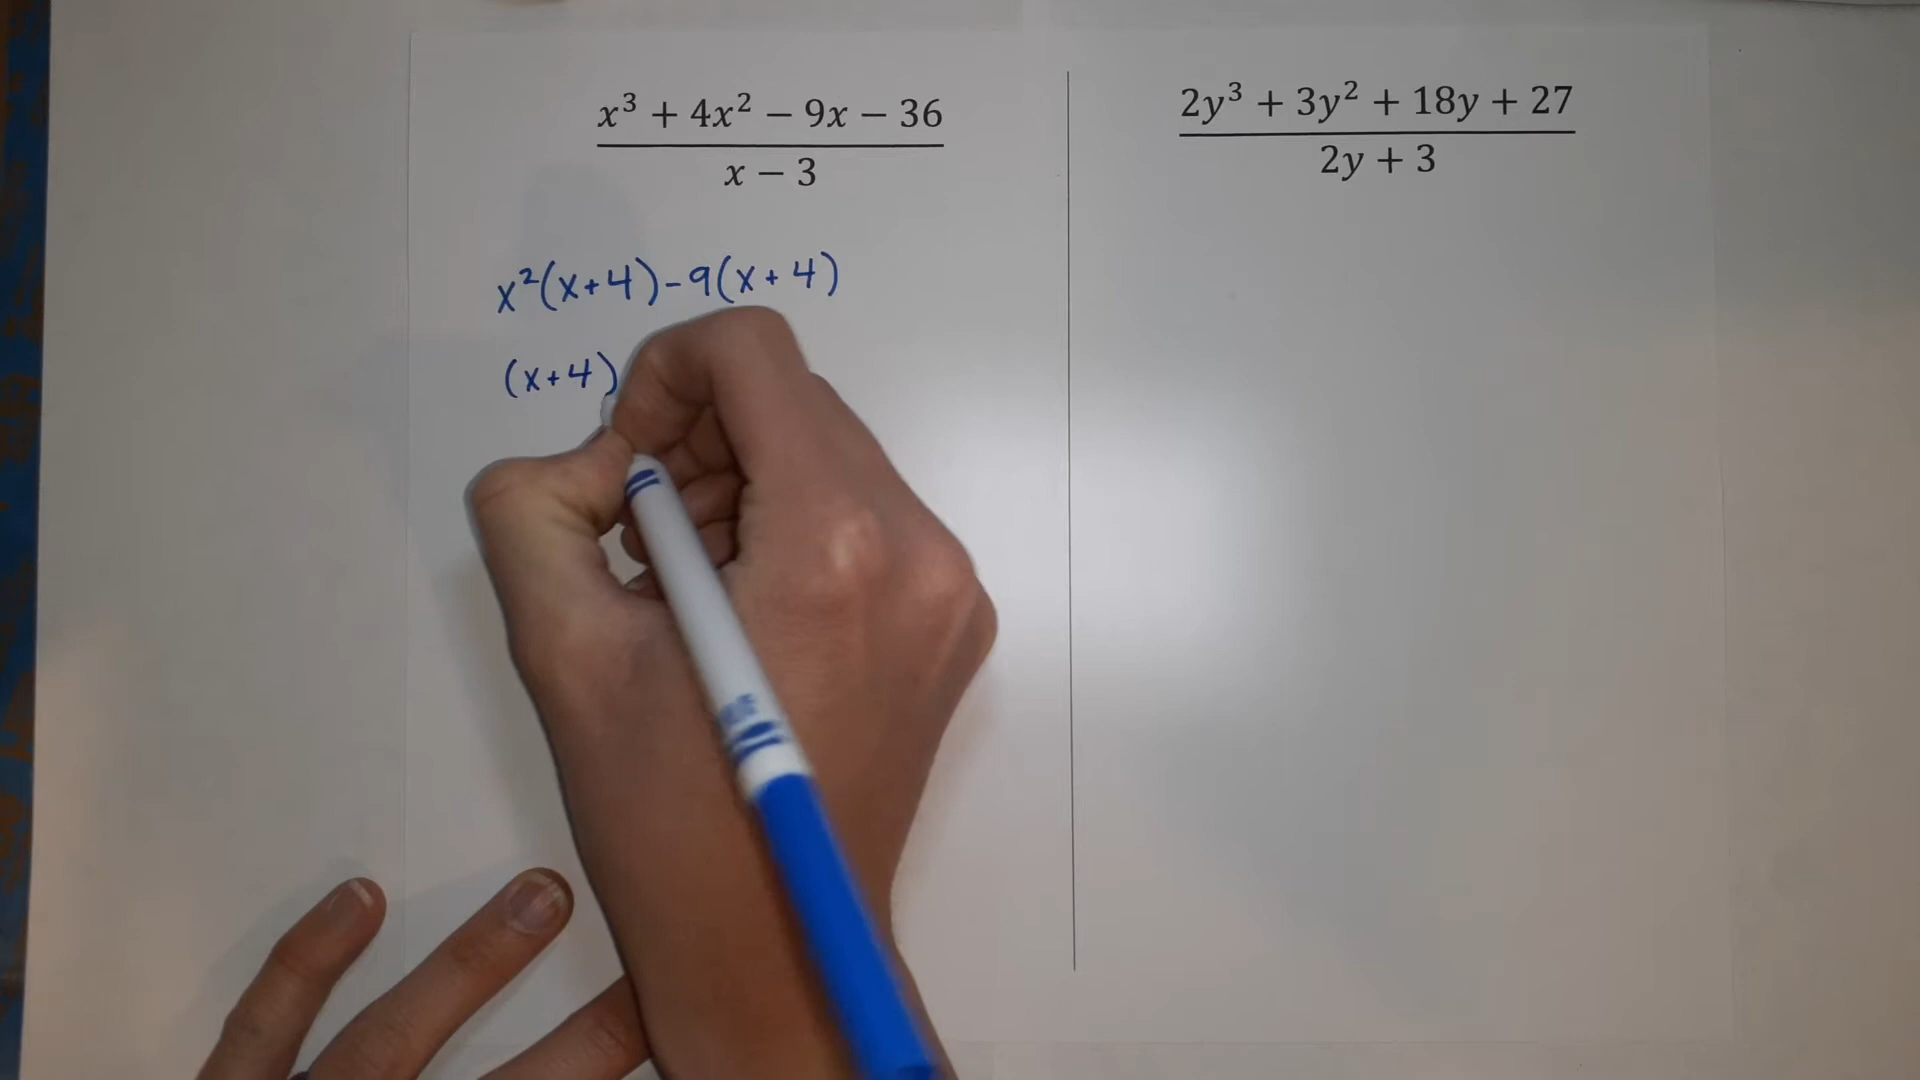 x³ + 4x² − 9x − 36
x − 3
x²(x+4)-9(x+4)
(x+4)
2y³ + 3y² + 18y + 27
2y + 3